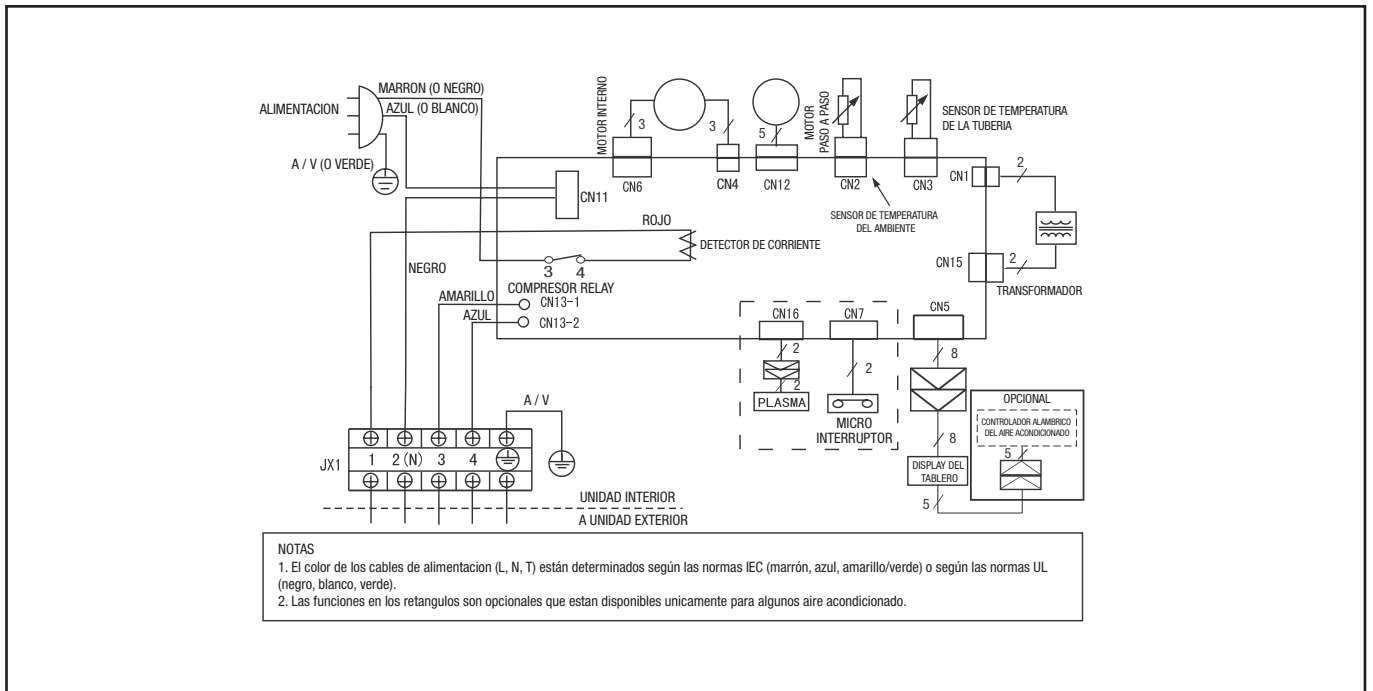 ALIMENTACION
MARRON (O NEGRO)
AZUL (O BLANCO)
A / V (O VERDE)
MOTOR INTERNO
3
3
5
MOTOR
PASO A PASO
SENSOR DE TEMPERATURA
DE LA TUBERIA
CN6
CN4
CN12
CN2
CN3
CN1
2
CN11
SENSOR DE TEMPERATURA
DEL AMBIENTE
ROJO
DETECTOR DE CORRIENTE
NEGRO
3 4
COMPRESOR RELAY
CN15
2
TRANSFORMADOR
AMARILLO
CN13-1
AZUL
CN13-2
CN16
CN7
CN5
2
2
8
2
PLASMA
MICRO
INTERRUPTOR
8
DISPLAY DEL
TABLERO
5
OPCIONAL
CONTROLADOR ALAMBRICO
DEL AIRE ACONDICIONADO
5
A / V
JX1
1 2(N) 3 4
UNIDAD INTERIOR
A UNIDAD EXTERIOR
NOTAS
1. El color de los cables de alimentacion (L, N, T) están determinados según las normas IEC (marrón, azul, amarillo/verde) o según las normas UL
(negro, blanco, verde).
2. Las funciones en los retangulos son opcionales que estan disponibles unicamente para algunos aire acondicionado.